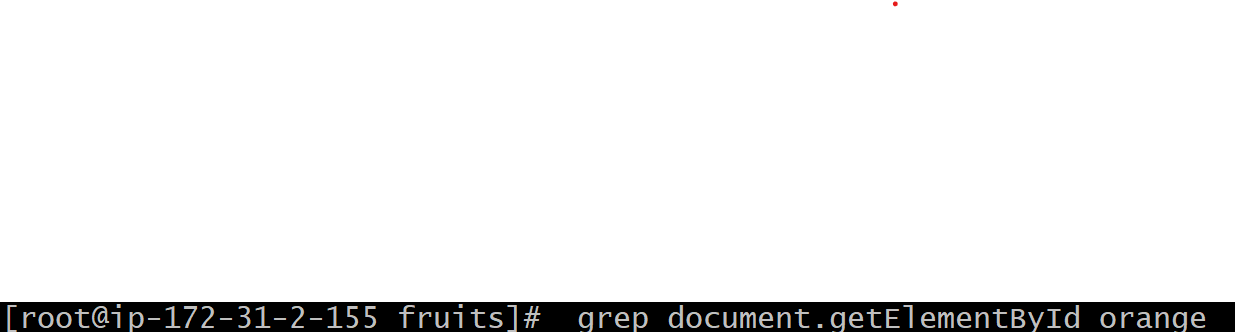 [root@ip-172-31-2-155 fruits]#  grep document.getElementById orange